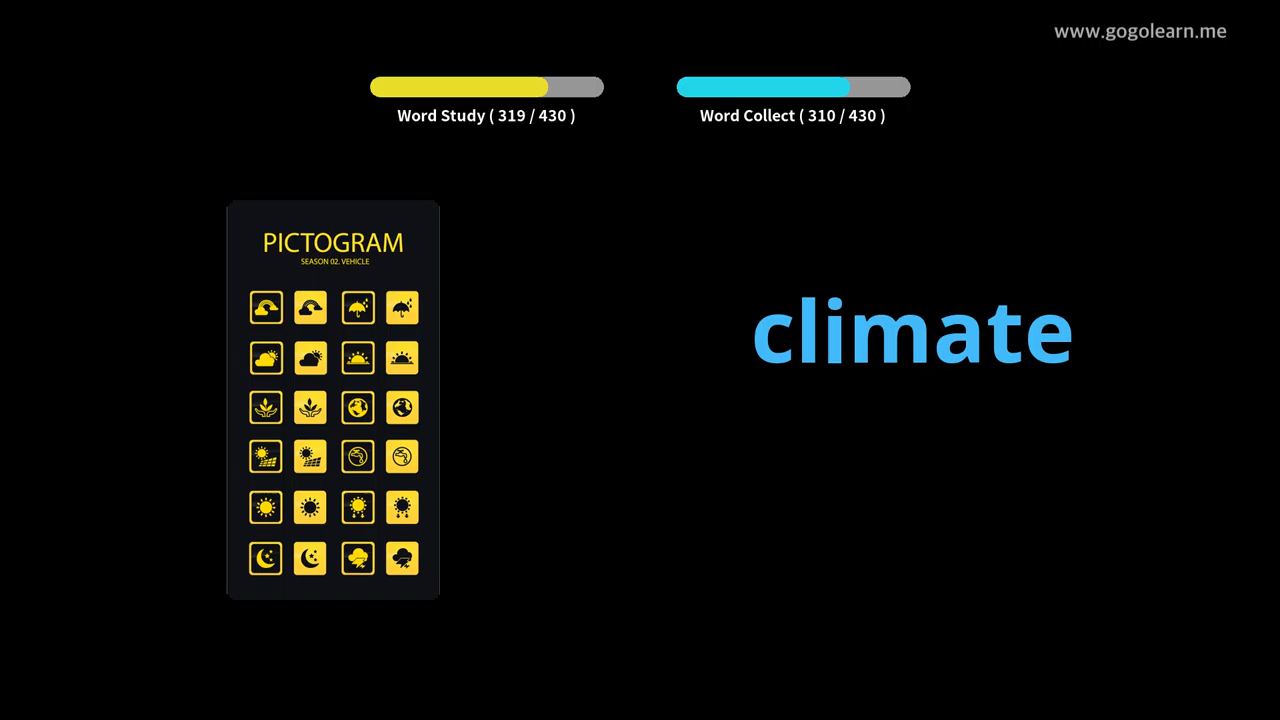 www.gogolearn.me
Word Study ( 319 / 430 )
Word Collect ( 310 / 430 )
PICTOGRAM
SEASON 02. VEHICLE
climate